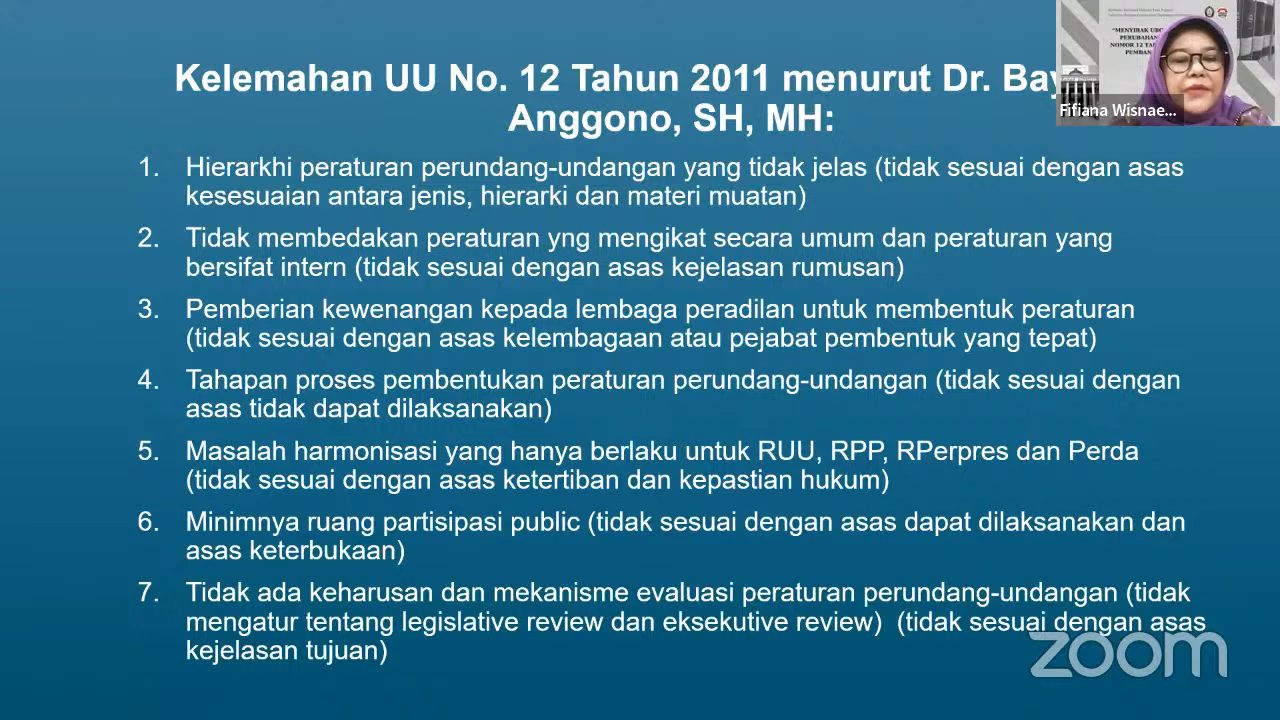 Kelemahan UU No. 12 Tahun 2011 menurut Dr. Bay
Anggono, SH, MH:
1. Hierarkhi peraturan perundang-undangan yang tidak jelas (tidak sesuai dengan asas
kesesuaian antara jenis, hierarki dan materi muatan)
2. Tidak membedakan peraturan yng mengikat secara umum dan peraturan yang
bersifat intern (tidak sesuai dengan asas kejelasan rumusan)
3. Pemberian kewenangan kepada lembaga peradilan untuk membentuk peraturan
(tidak sesuai dengan asas kelembagaan atau pejabat pembentuk yang tepat)
4. Tahapan proses pembentukan peraturan perundang-undangan (tidak sesuai dengan
asas tidak dapat dilaksanakan)
5. Masalah harmonisasi yang hanya berlaku untuk RUU, RPP, RPerpres dan Perda
(tidak sesuai dengan asas ketertiban dan kepastian hukum)
6. Minimnya ruang partisipasi public (tidak sesuai dengan asas dapat dilaksanakan dan
asas keterbukaan)
7. Tidak ada keharusan dan mekanisme evaluasi peraturan perundang-undangan (tidak
mengatur tentang legislative review dan eksekutive review) (tidak sesuai dengan asas
kejelasan tujuan)
"MENYIBAK URG
PERUBAHAN
NOMOR 12 TA
PEMBAN
Fifiana Wisnae...
zoom